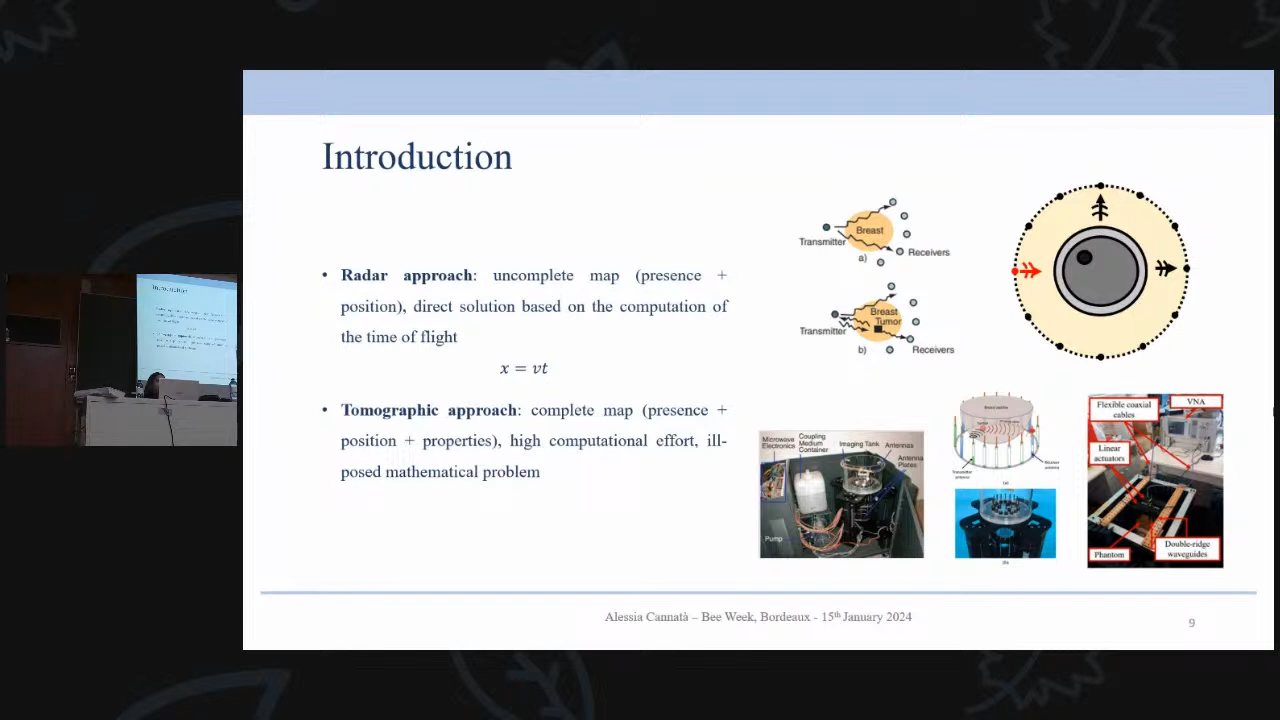 Introduction
• Radar approach: uncomplete map (presence +
position), direct solution based on the computation of
the time of flight
x = vt
• Tomographic approach: complete map (presence +
position + properties), high computational effort, ill-
posed mathematical problem
Breast
Transmitter
Receivers
a)
Breast
Tumor
Transmitter
b)
Receivers
Microwave
Electronics
Coupling
Medium
Container
Imaging Tank
Antennas
Antenna
Plates
Pump
Flexible coaxial
cables
VNA
Linear
actuators
Phantom
Double-ridge
waveguides
Alessia Cannatà – Bee Week, Bordeaux - 15th January 2024
9
Introduction